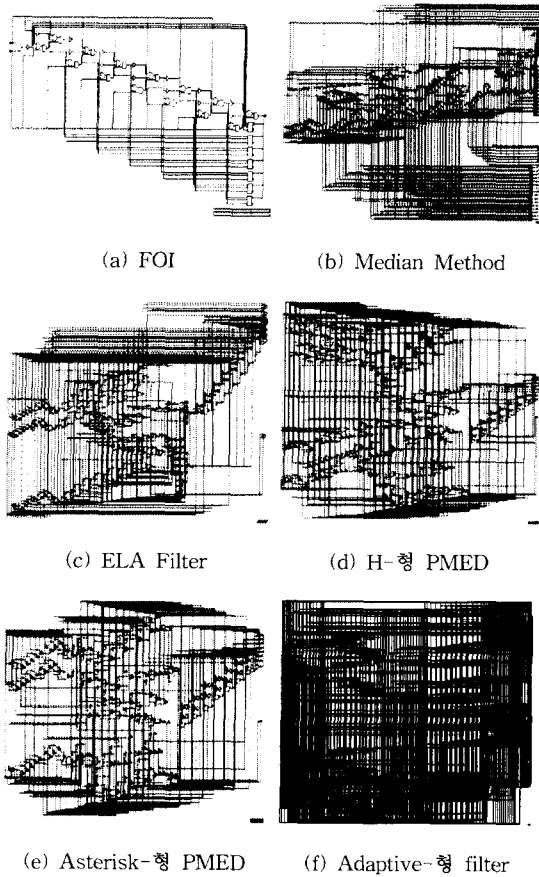 (a) FOI
(b) Median Method
(c) ELA Filter
(d) H-형 PMED
(e) Asterisk-형 PMED
(f) Adaptive-형 filter